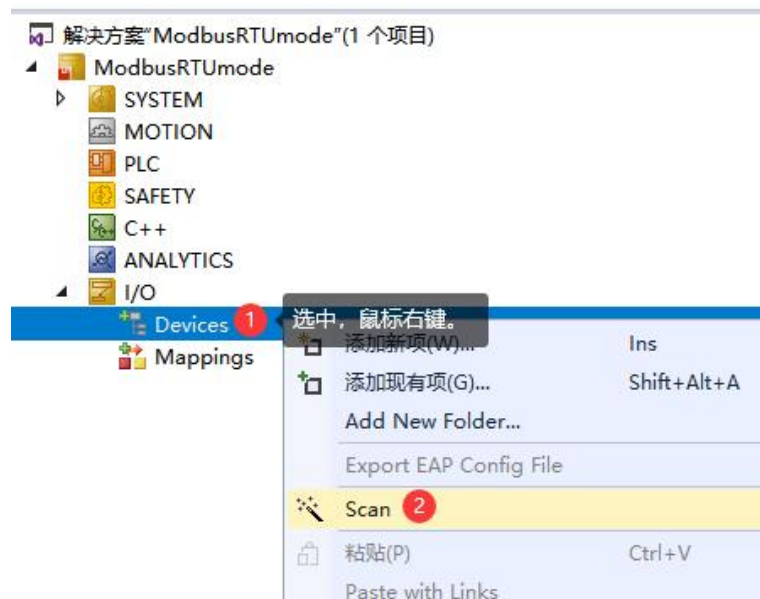 解决方案"ModbusRTUmode"(1 个项目)
ModbusRTUmode
SYSTEM
MOTION
PLC
SAFETY
C++
ANALYTICS
I/O
Devices 1 选中，鼠标右键。
添加新项(W)... Ins
Mappings
添加现有项(G)... Shift+Alt+A
Add New Folder...
Export EAP Config File
Scan 2
粘贴(P) Ctrl+V
Paste with Links